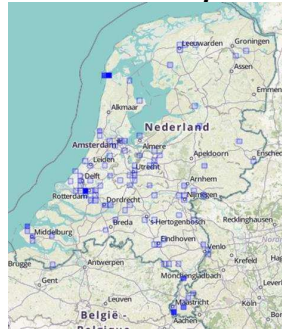 Leeuwarden
Groningen
Assen
Emmen
Alkmaar
Nederland
Amsterdam
Almere
Enschede
Leiden
Apeldoorn
Utrecht
Delft
Arnhem
Rotterdam
Dordrecht
Nijmegen
Breda
's-Hertogenbosch
Recklinghausen
Middelburg
Eindhoven
Venlo
Brugge
Antwerpen
Krefeld
Gent
Mönchengladbach
Leuven
Maastricht
Köln
België
Aachen